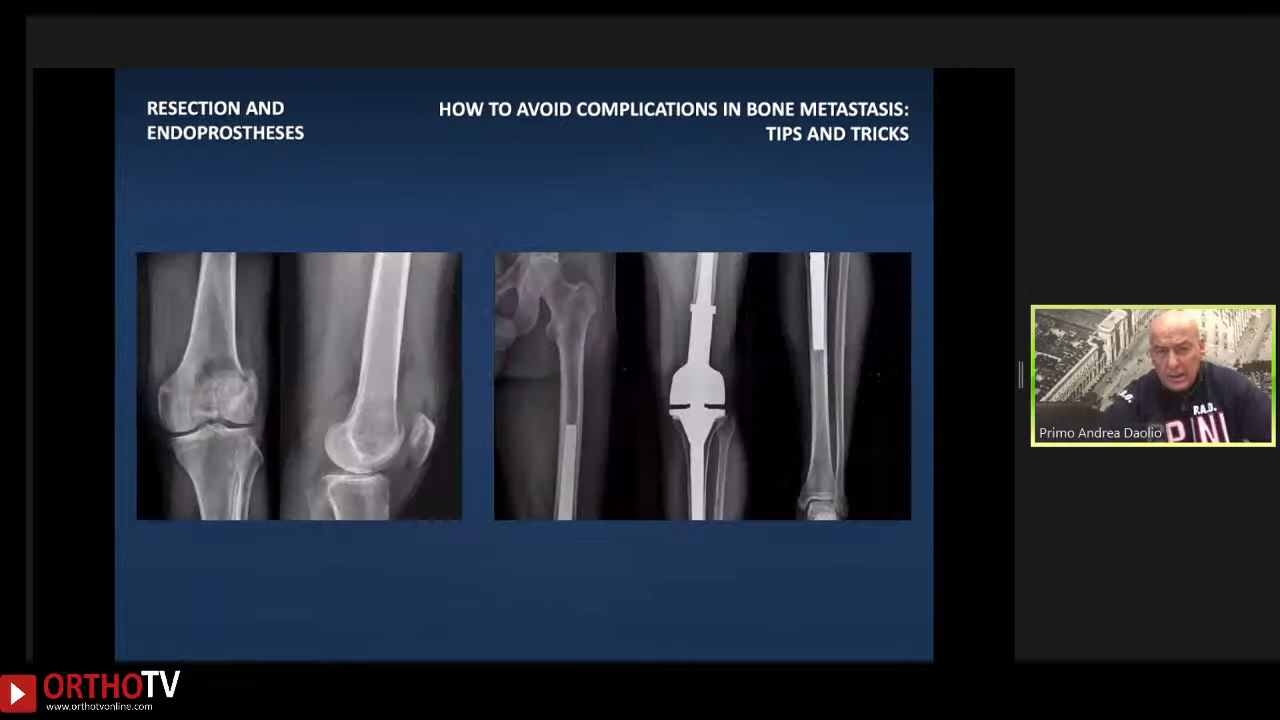 RESECTION AND
ENDOPROSTHESES
HOW TO AVOID COMPLICATIONS IN BONE METASTASIS:
TIPS AND TRICKS
P.A.D.
Primo Andrea Daolio
ORTHOTV
www.orthotvonline.com